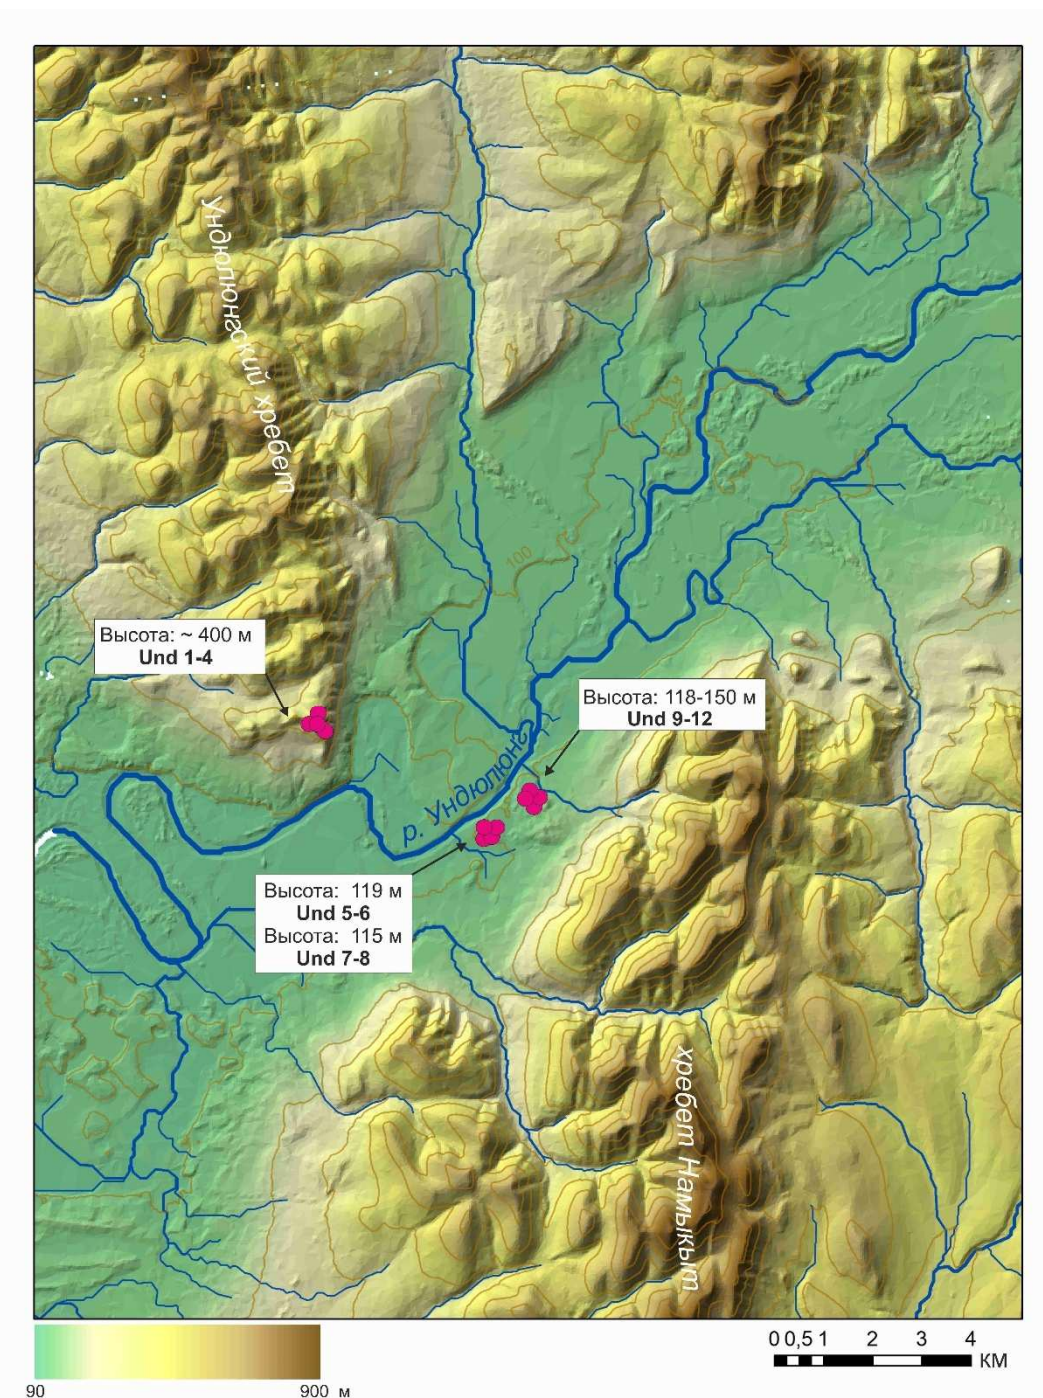 Ундюлюнгский хребет
100
Высота: ~ 400 м
Und 1-4
Высота: 118-150 м
Und 9-12
р. Ундюлюнг
Высота: 119 м
Und 5-6
Высота: 115 м
Und 7-8
хребет Намыкыт
0 0,5 1 2 3 4
КМ
90 900 м